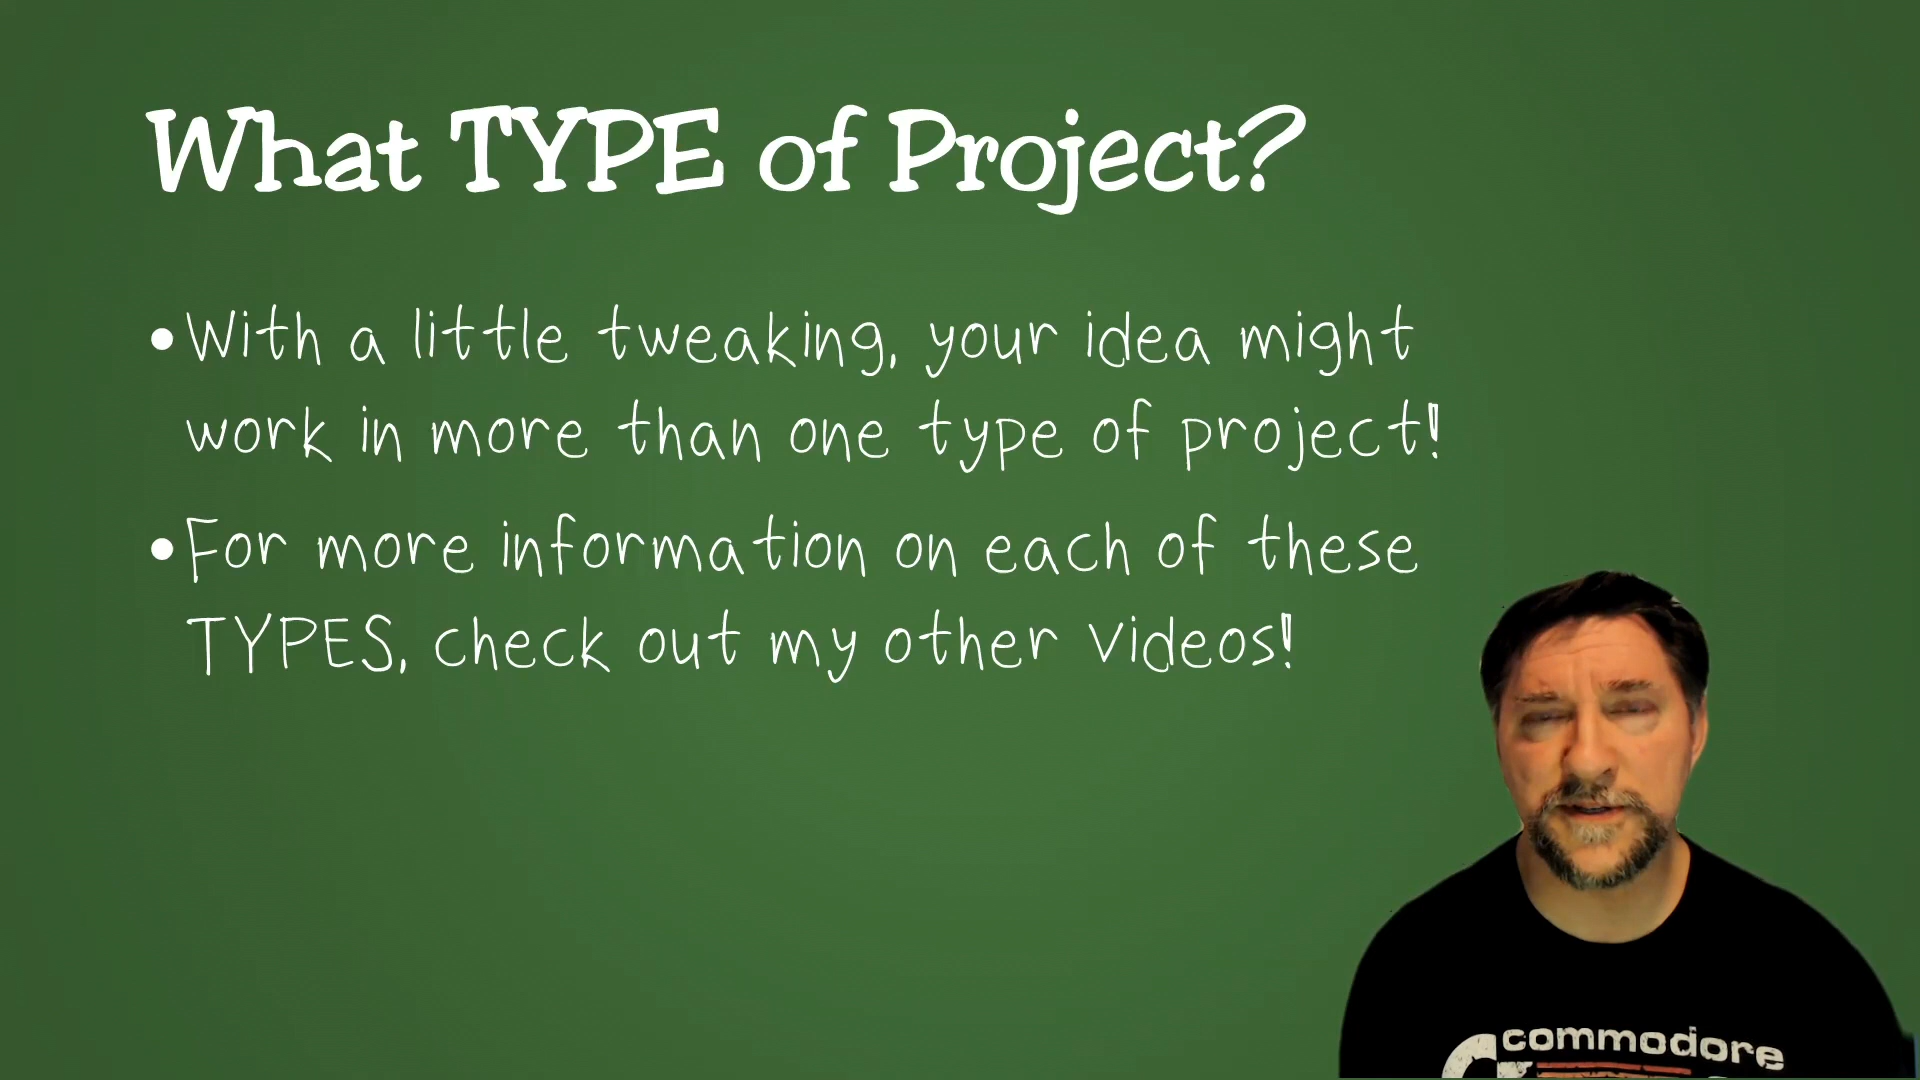 What TYPE of Project?
•With a little tweaking, your idea might
work in more than one type of project!
•For more information on each of these
TYPES, check out my other videos!
commodore